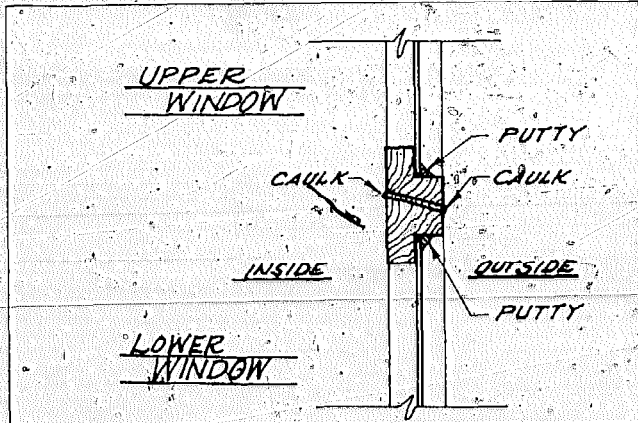 UPPER
WINDOW
PUTTY
CAULK
CAULK
INSIDE
OUTSIDE
PUTTY
LOWER
WINDOW